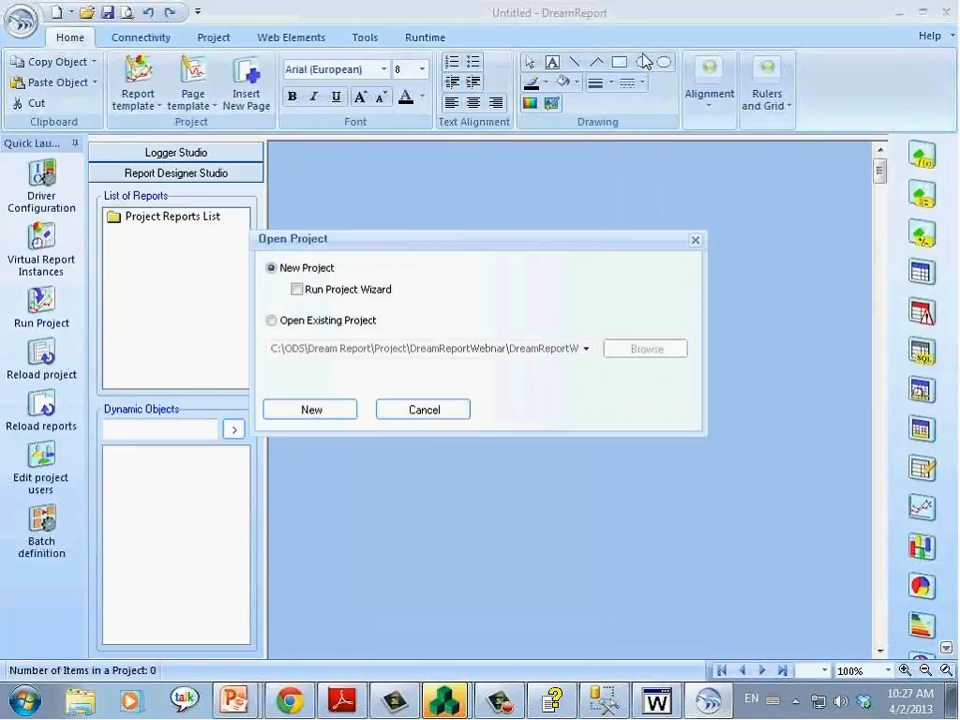 Untitled - DreamReport
Home
Connectivity
Project
Web Elements
Tools
Runtime
Help
Copy Object
Paste Object
Cut
Clipboard
Report template
Page template
Insert New Page
Project
Arial (European)
8
B I U A A A
Font
Text Alignment
A
Drawing
Alignment
Rulers and Grid
Quick Lau...
Driver Configuration
Virtual Report Instances
Run Project
Reload project
Reload reports
Edit project users
Batch definition
Logger Studio
Report Designer Studio
List of Reports
Project Reports List
Dynamic Objects
>
Open Project
New Project
Run Project Wizard
Open Existing Project
C:\ODS\Dream Report\Project\DreamReportWebnar\DreamReportW
Browse
New
Cancel
SQL
Number of Items in a Project: 0
100%
talk
EN
10:27 AM
4/2/2013